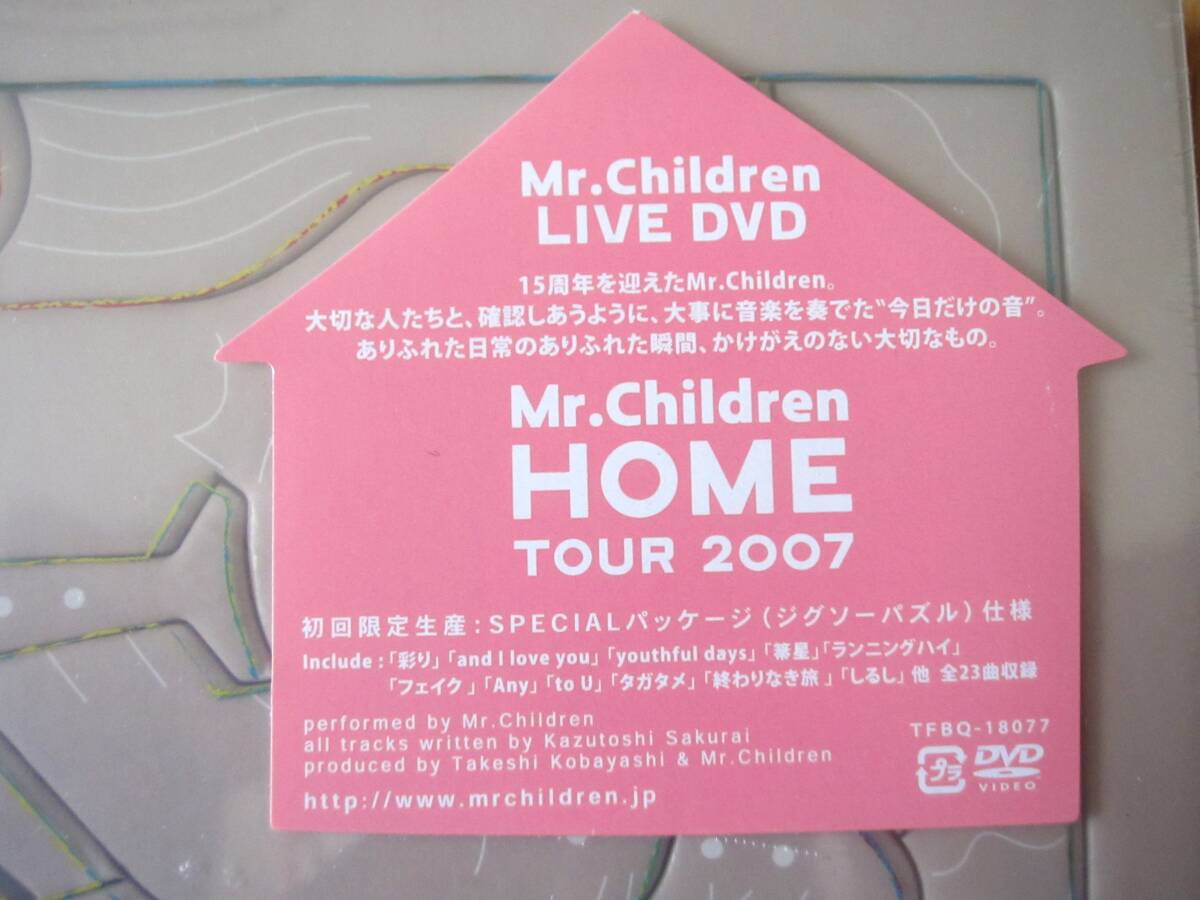 Mr.Children
LIVE DVD
15周年を迎えたMr.Children。
大切な人たちと、確認しあうように、大事に音楽を奏でた“今日だけの音”。
ありふれた日常のありふれた瞬間、かけがえのない大切なもの。
Mr.Children
HOME
TOUR 2007
初回限定生産:SPECIALパッケージ(ジグソーパズル)仕様
Include:「彩り」「and I love you」「youthful days」「箒星」「ランニングハイ」
「フェイク」「Any」「to U」「タガタメ」「終わりなき旅」「しるし」他 全23曲収録
performed by Mr.Children
all tracks written by Kazutoshi Sakurai
produced by Takeshi Kobayashi & Mr.Children
http://www.mrchildren.jp
TFBQ-18077
プラ
DVD
VIDEO